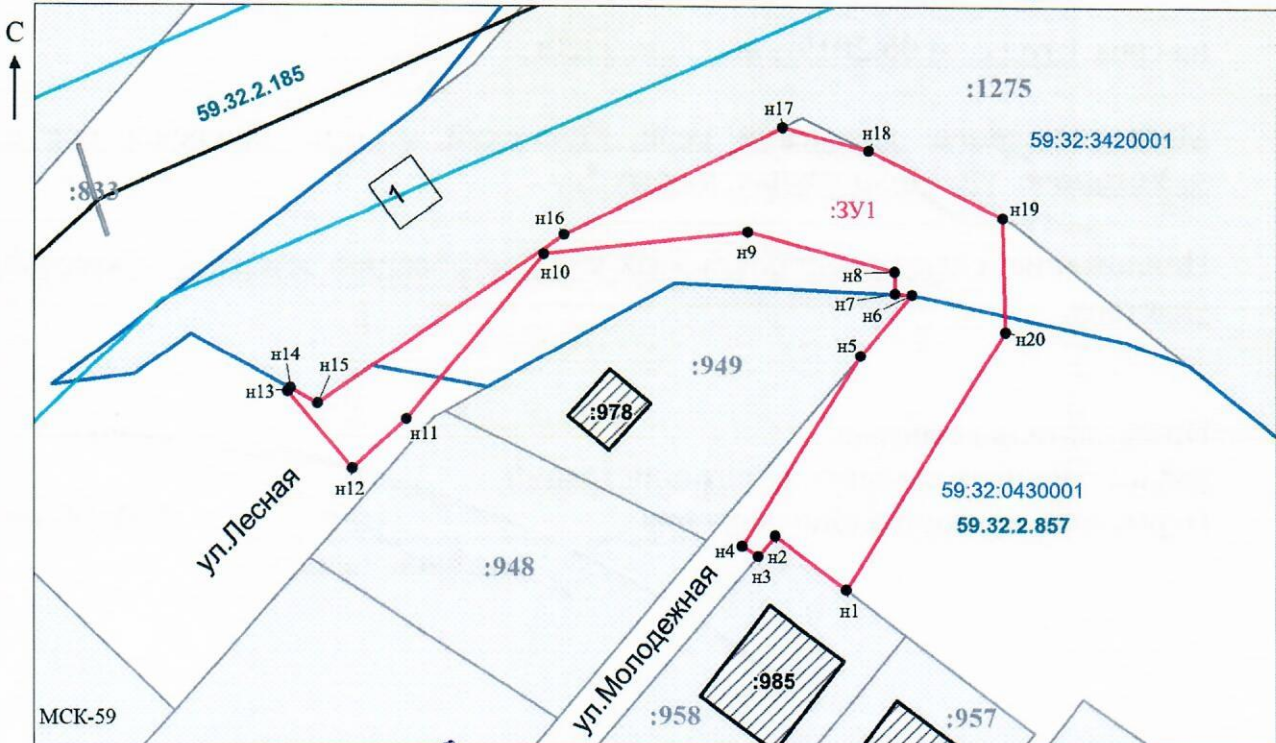 С
59.32.2.185
:1275
н17
н18
59:32:3420001
:833
1
н16
:ЗУ1
н19
н10
н9
н8
н7
н6
н20
н14
н15
н13
н5
:949
:978
н11
н12
ул.Лесная
59:32:0430001
59.32.2.857
н4
н2
н3
:948
н1
ул.Молодежная
:985
МСК-59
:958
:957